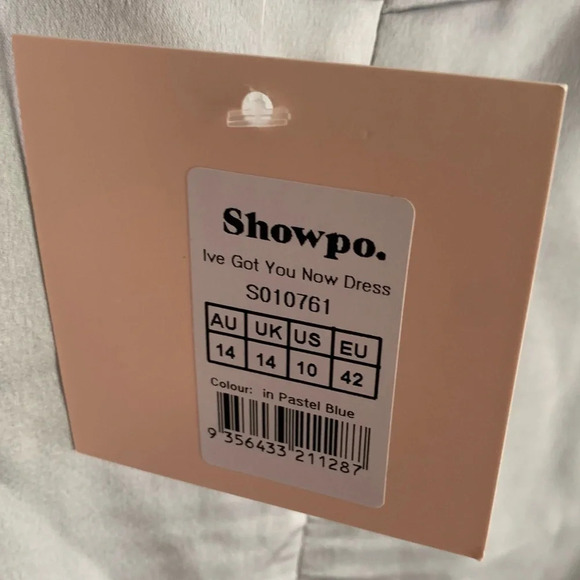 Showpo.
Ive Got You Now Dress
S010761
AU UK US EU
14 14 10 42
Colour: in Pastel Blue
9 356433 211287